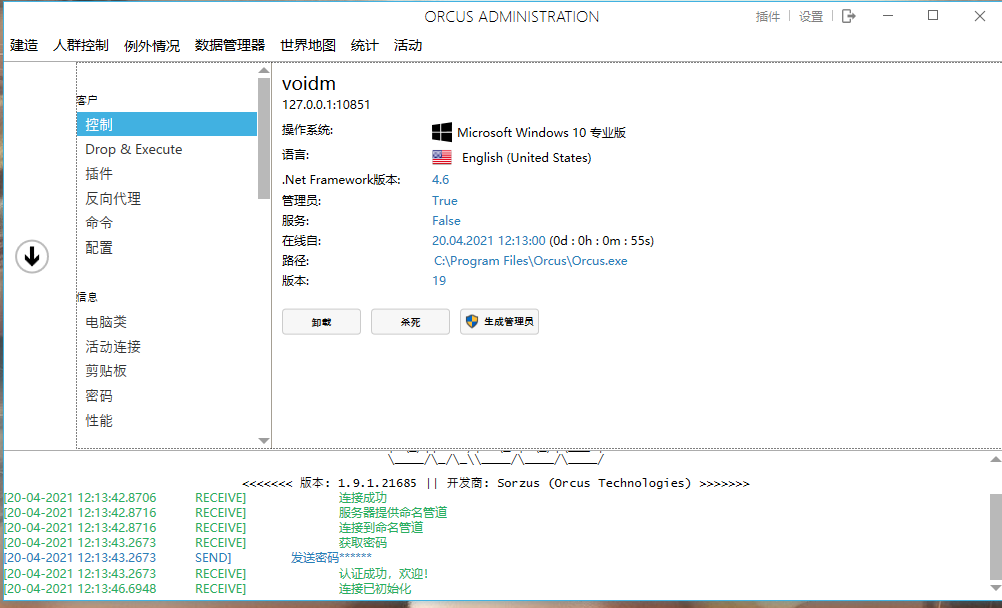 ORCUS ADMINISTRATION
插件 设置
建造 人群控制 例外情况 数据管理器 世界地图 统计 活动
客户
控制
Drop & Execute
插件
反向代理
命令
配置
信息
电脑类
活动连接
剪贴板
密码
性能
voidm
127.0.0.1:10851
操作系统: Microsoft Windows 10 专业版
语言: English (United States)
.Net Framework版本: 4.6
管理员: True
服务: False
在线自: 20.04.2021 12:13:00 (0d : 0h : 0m : 55s)
路径: C:\Program Files\Orcus\Orcus.exe
版本: 19
卸载 杀死 生成管理员
<<<<<<< 版本: 1.9.1.21685 || 开发商: Sorzus (Orcus Technologies) >>>>>>>
[20-04-2021 12:13:42.8706 RECEIVE] 连接成功
[20-04-2021 12:13:42.8716 RECEIVE] 服务器提供命名管道
[20-04-2021 12:13:42.8716 RECEIVE] 连接到命名管道
[20-04-2021 12:13:43.2673 RECEIVE] 获取密码
[20-04-2021 12:13:43.2673 SEND] 发送密码******
[20-04-2021 12:13:43.2673 RECEIVE] 认证成功，欢迎！
[20-04-2021 12:13:46.6948 RECEIVE] 连接已初始化